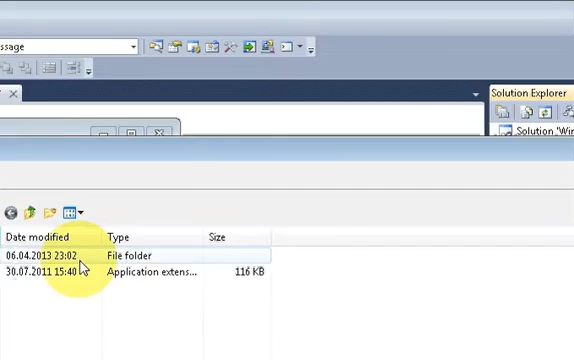 ssage
Solution Explorer
Solution 'Win
Date modified Type Size
06.04.2013 23:02 File folder
30.07.2011 15:40 Application extens... 116 KB